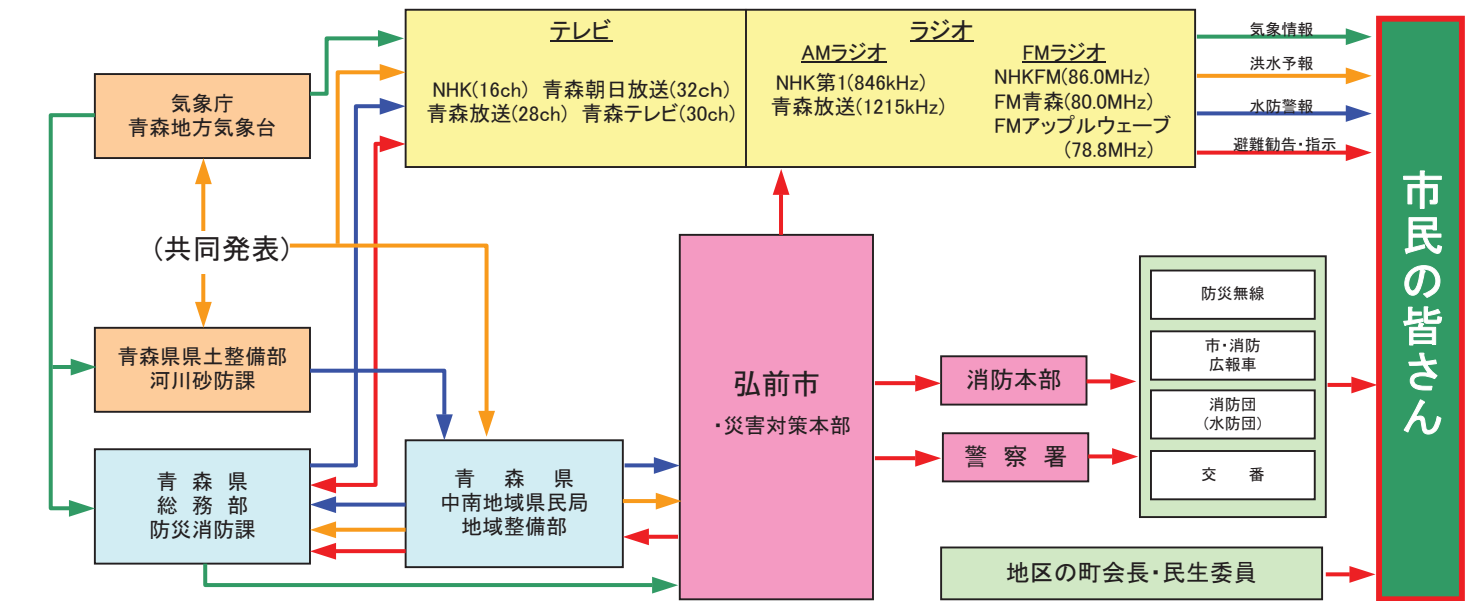 テレビ
NHK(16ch) 青森朝日放送(32ch)
青森放送(28ch) 青森テレビ(30ch)
ラジオ
AMラジオ
NHK第1(846kHz)
青森放送(1215kHz)
FMラジオ
NHKFM(86.0MHz)
FM青森(80.0MHz)
FMアップルウェーブ
(78.8MHz)
気象情報
洪水予報
水防警報
避難勧告・指示
気象庁
青森地方気象台
(共同発表)
青森県県土整備部
河川砂防課
青森県
総務部
防災消防課
青森県
中南地域県民局
地域整備部
弘前市
・災害対策本部
消防本部
警察署
防災無線
市・消防
広報車
消防団
(水防団)
交番
地区の町会長・民生委員
市民の皆さん